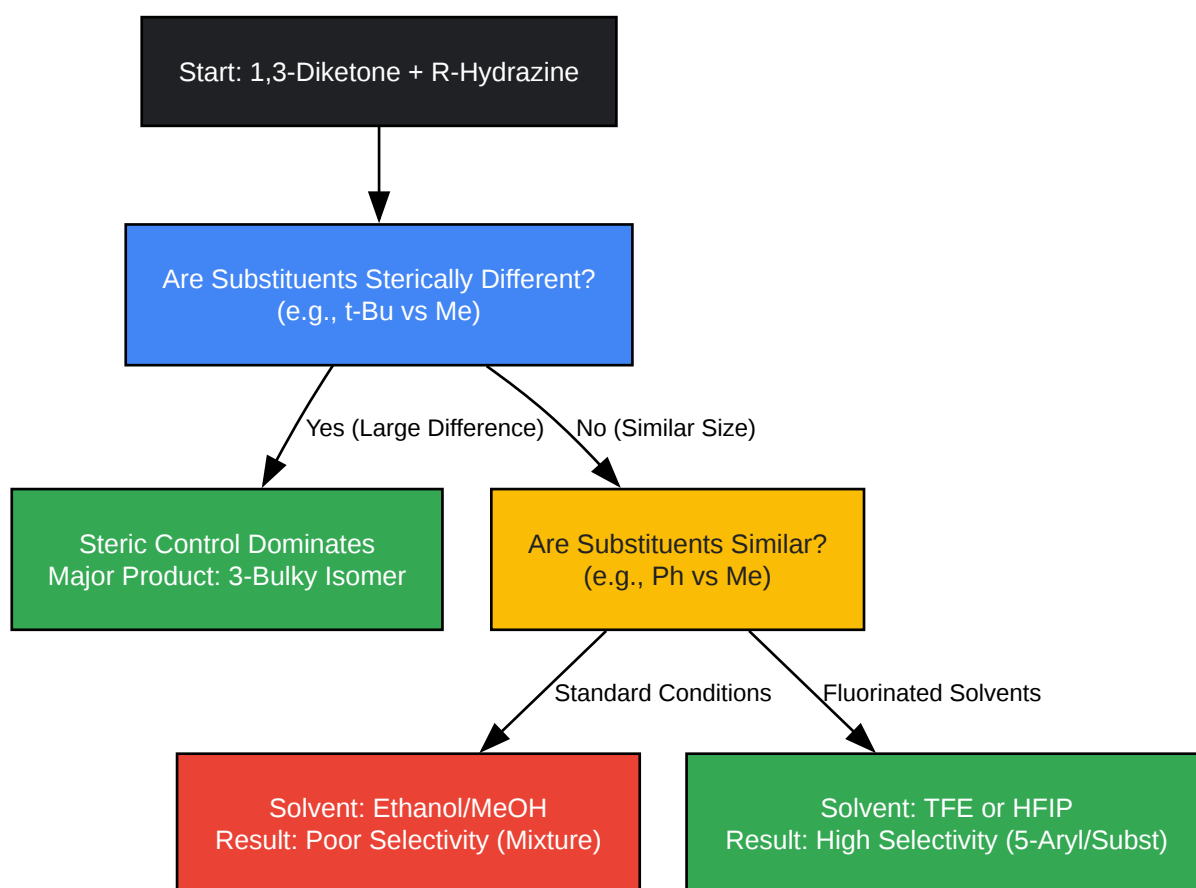 Start: 1,3-Diketone + R-Hydrazine
Are Substituents Sterically Different?
(e.g., t-Bu vs Me)
Yes (Large Difference)
No (Similar Size)
Steric Control Dominates
Major Product: 3-Bulky Isomer
Are Substituents Similar?
(e.g., Ph vs Me)
Standard Conditions
Fluorinated Solvents
Solvent: Ethanol/MeOH
Result: Poor Selectivity (Mixture)
Solvent: TFE or HFIP
Result: High Selectivity (5-Aryl/Subst)